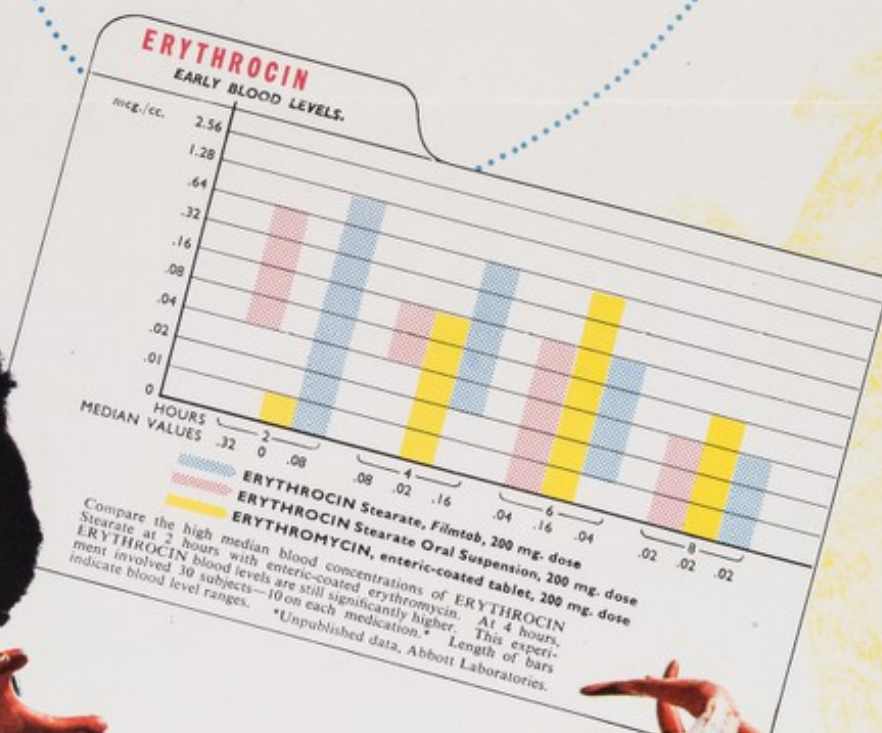 ERYTHROCIN
EARLY BLOOD LEVELS.
mcg./cc.
2.56
1.28
.64
.32
.16
.08
.04
.02
.01
0
HOURS 2 4 6 8
MEDIAN VALUES .32 0 .08 .08 .02 .16 .04 .16 .04 .02 .02 .02
ERYTHROCIN Stearate, Filmtab, 200 mg. dose
ERYTHROCIN Stearate Oral Suspension, 200 mg. dose
ERYTHROMYCIN, enteric-coated tablet, 200 mg. dose
Compare the high median blood concentrations of ERYTHROCIN
Stearate at 2 hours with enteric-coated erythromycin. At 4 hours,
ERYTHROCIN blood levels are still significantly higher. This experi-
ment involved 30 subjects—10 on each medication.* Length of bars
indicate blood level ranges.
*Unpublished data, Abbott Laboratories.